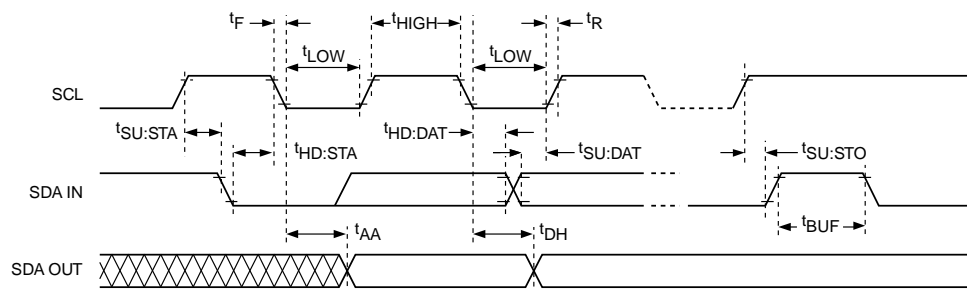 tF tHIGH tR
tLOW tLOW
SCL
tSU:STA tHD:STA tHD:DAT tSU:DAT tSU:STO
SDA IN
tAA tDH tBUF
SDA OUT